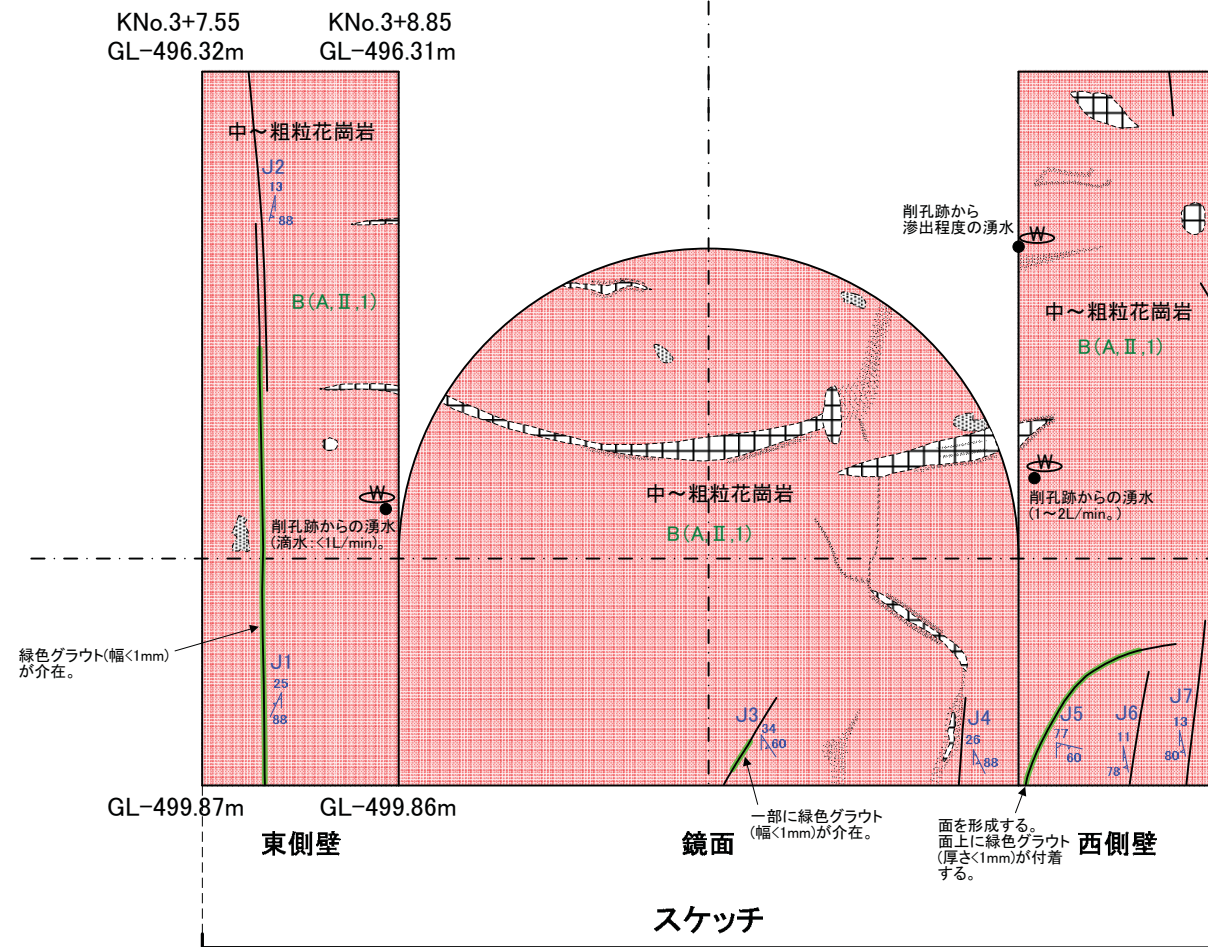 KNo.3+7.55
GL-496.32m
KNo.3+8.85
GL-496.31m
中~粗粒花崗岩
J2
13
88
B(A,Ⅱ,1)
W
削孔跡からの湧水
(滴水:<1L/min)。
緑色グラウト(幅<1mm)
が介在。
J1
25
88
GL-499.87m
GL-499.86m
東側壁
中~粗粒花崗岩
B(A,Ⅱ,1)
J3
34
60
J4
26
88
一部に緑色グラウト
(幅<1mm)が介在。
鏡面
削孔跡から
滲出程度の湧水
W
中~粗粒花崗岩
B(A,Ⅱ,1)
W
削孔跡からの湧水
(1~2L/min。)
J5
77
60
J6
11
78
J7
13
80
面を形成する。
面上に緑色グラウト
(厚さ<1mm)が付着
する。
西側壁
スケッチ